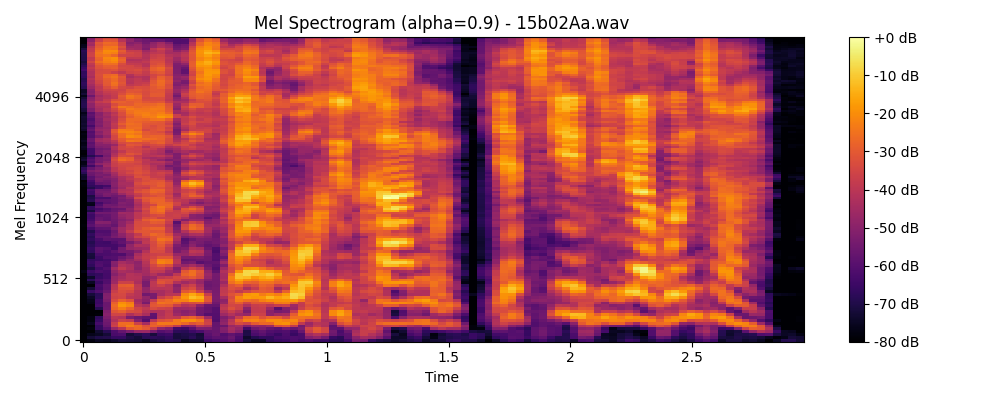 Mel Spectrogram (alpha=0.9) - 15b02Aa.wav
Mel Frequency
4096
2048
1024
512
0
0
0.5
1
1.5
2
2.5
Time
+0 dB
-10 dB
-20 dB
-30 dB
-40 dB
-50 dB
-60 dB
-70 dB
-80 dB